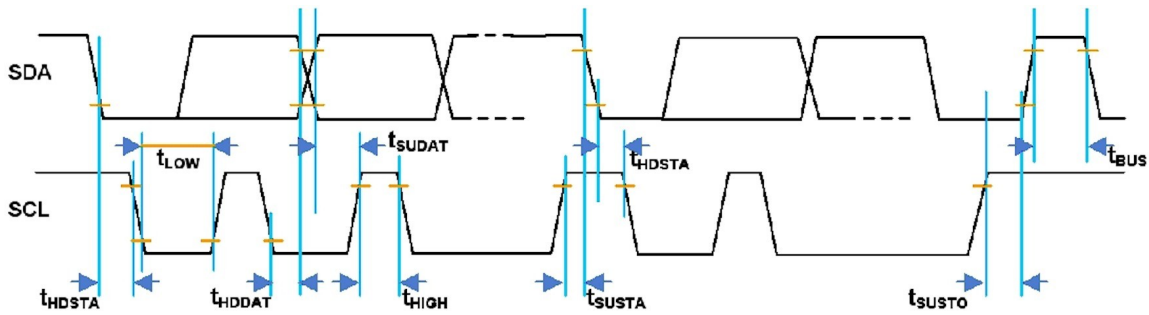 SDA
tSUDAT
tLOW
tHDSTA
tBUS
SCL
tHDSTA
tHDDAT
tHIGH
tSUSTA
tSUSTO